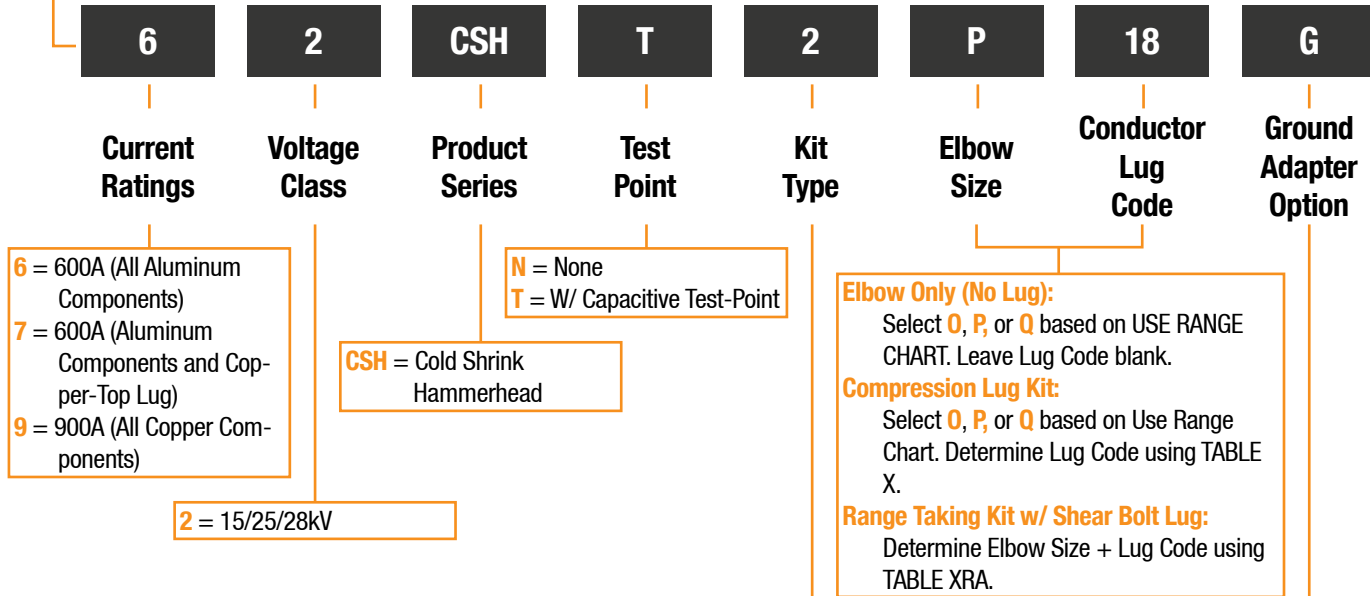 6 2 CSH T 2 P 18 G
Current
Ratings
Voltage
Class
Product
Series
Test
Point
Kit
Type
Elbow
Size
Conductor
Lug
Code
Ground
Adapter
Option
6 = 600A (All Aluminum
Components)
7 = 600A (Aluminum
Components and Cop-
per-Top Lug)
9 = 900A (All Copper Com-
ponents)
2 = 15/25/28kV
CSH = Cold Shrink
Hammerhead
N = None
T = W/ Capacitive Test-Point
Elbow Only (No Lug):
Select O, P, or Q based on USE RANGE
CHART. Leave Lug Code blank.
Compression Lug Kit:
Select O, P, or Q based on Use Range
Chart. Determine Lug Code using TABLE
X.
Range Taking Kit w/ Shear Bolt Lug:
Determine Elbow Size + Lug Code using
TABLE XRA.